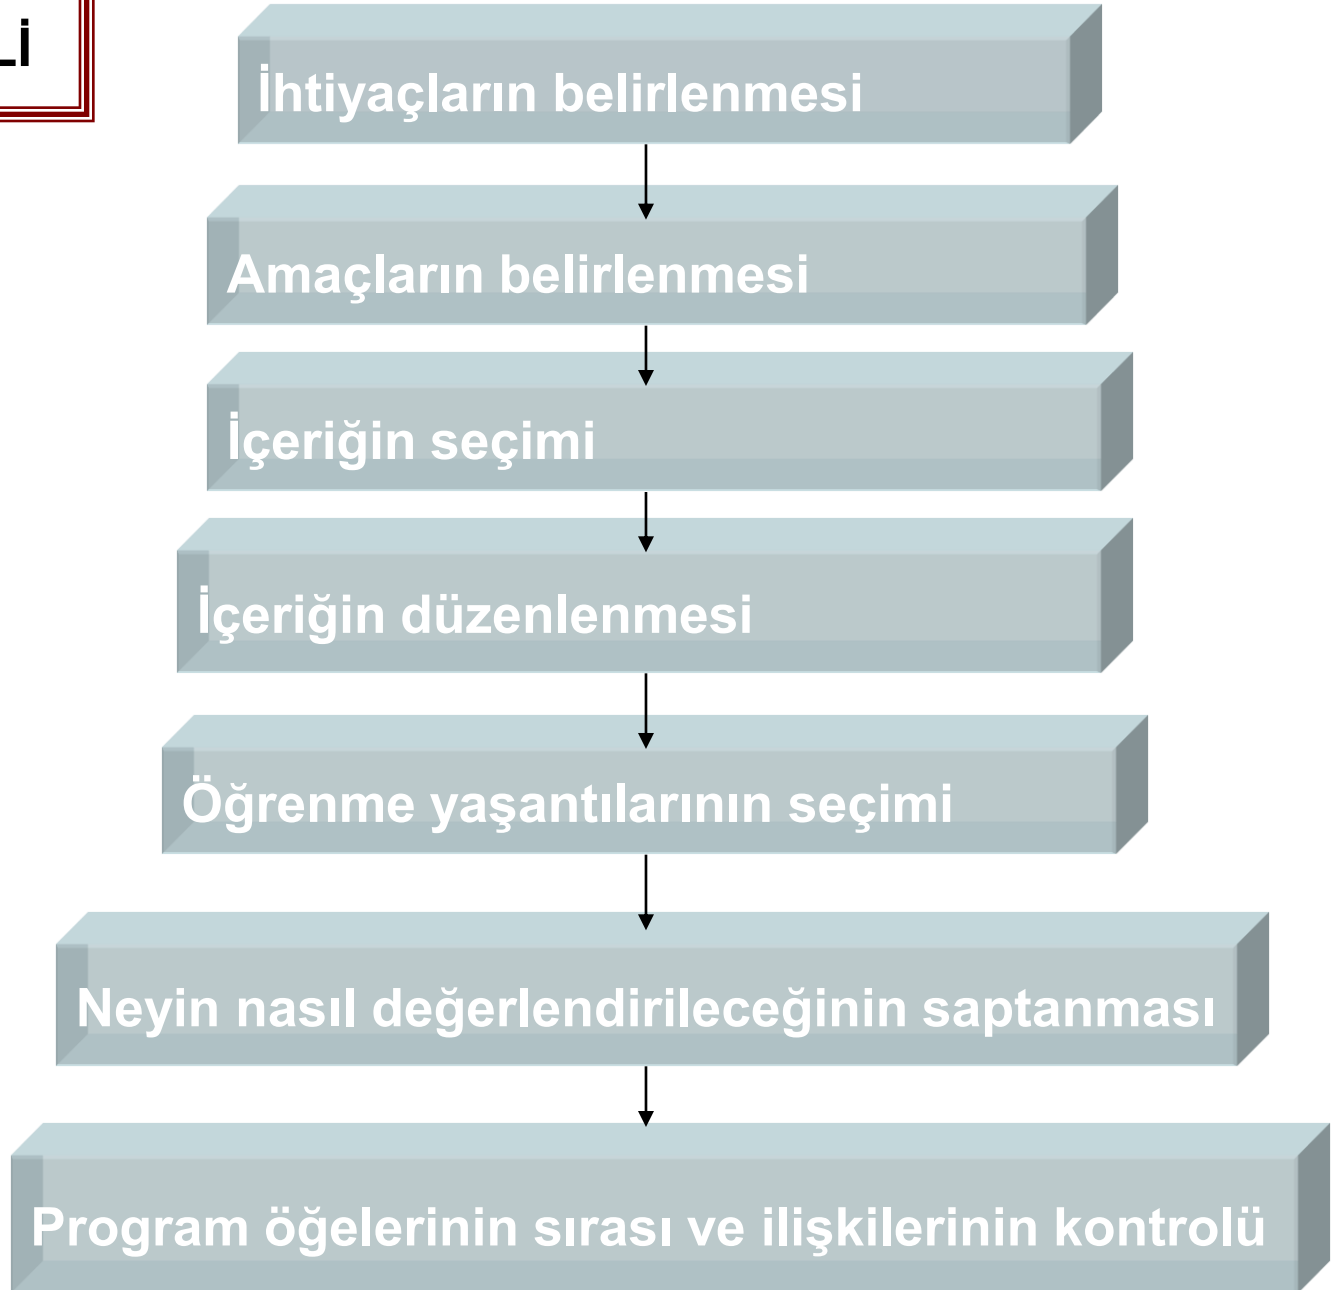 Lİ
İhtiyaçların belirlenmesi
Amaçların belirlenmesi
İçeriğin seçimi
İçeriğin düzenlenmesi
Öğrenme yaşantılarının seçimi
Neyin nasıl değerlendirileceğinin saptanması
Program öğelerinin sırası ve ilişkilerinin kontrolü